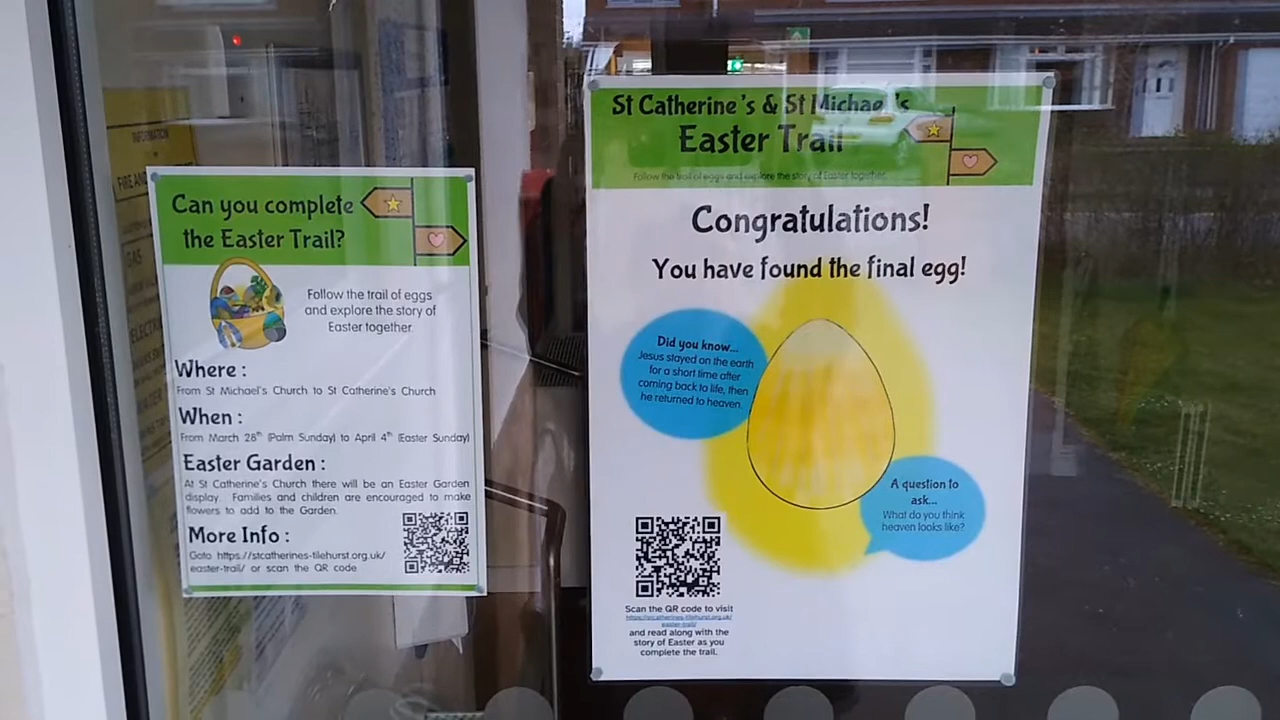 INFORMATION
FIRE AND
GAS
Can you complete
the Easter Trail?
Follow the trail of eggs
and explore the story of
Easter together.
Where :
From St Michael's Church to St Catherine's Church
When :
From March 28th (Palm Sunday) to April 4th (Easter Sunday)
Easter Garden :
At St Catherine's Church there will be an Easter Garden
display. Families and children are encouraged to make
flowers to add to the Garden.
More Info :
Goto https://stcatherines-tilehurst.org.uk/
easter-trail/ or scan the QR code
St Catherine's & St Michael's
Easter Trail
Follow the trail of eggs and explore the story of Easter together.
Congratulations!
You have found the final egg!
Did you know...
Jesus stayed on the earth
for a short time after
coming back to life, then
he returned to heaven.
A question to
ask...
What do you think
heaven looks like?
Scan the QR code to visit
https://stcatherines-tilehurst.org.uk/
easter-trail/
and read along with the
story of Easter as you
complete the trail.